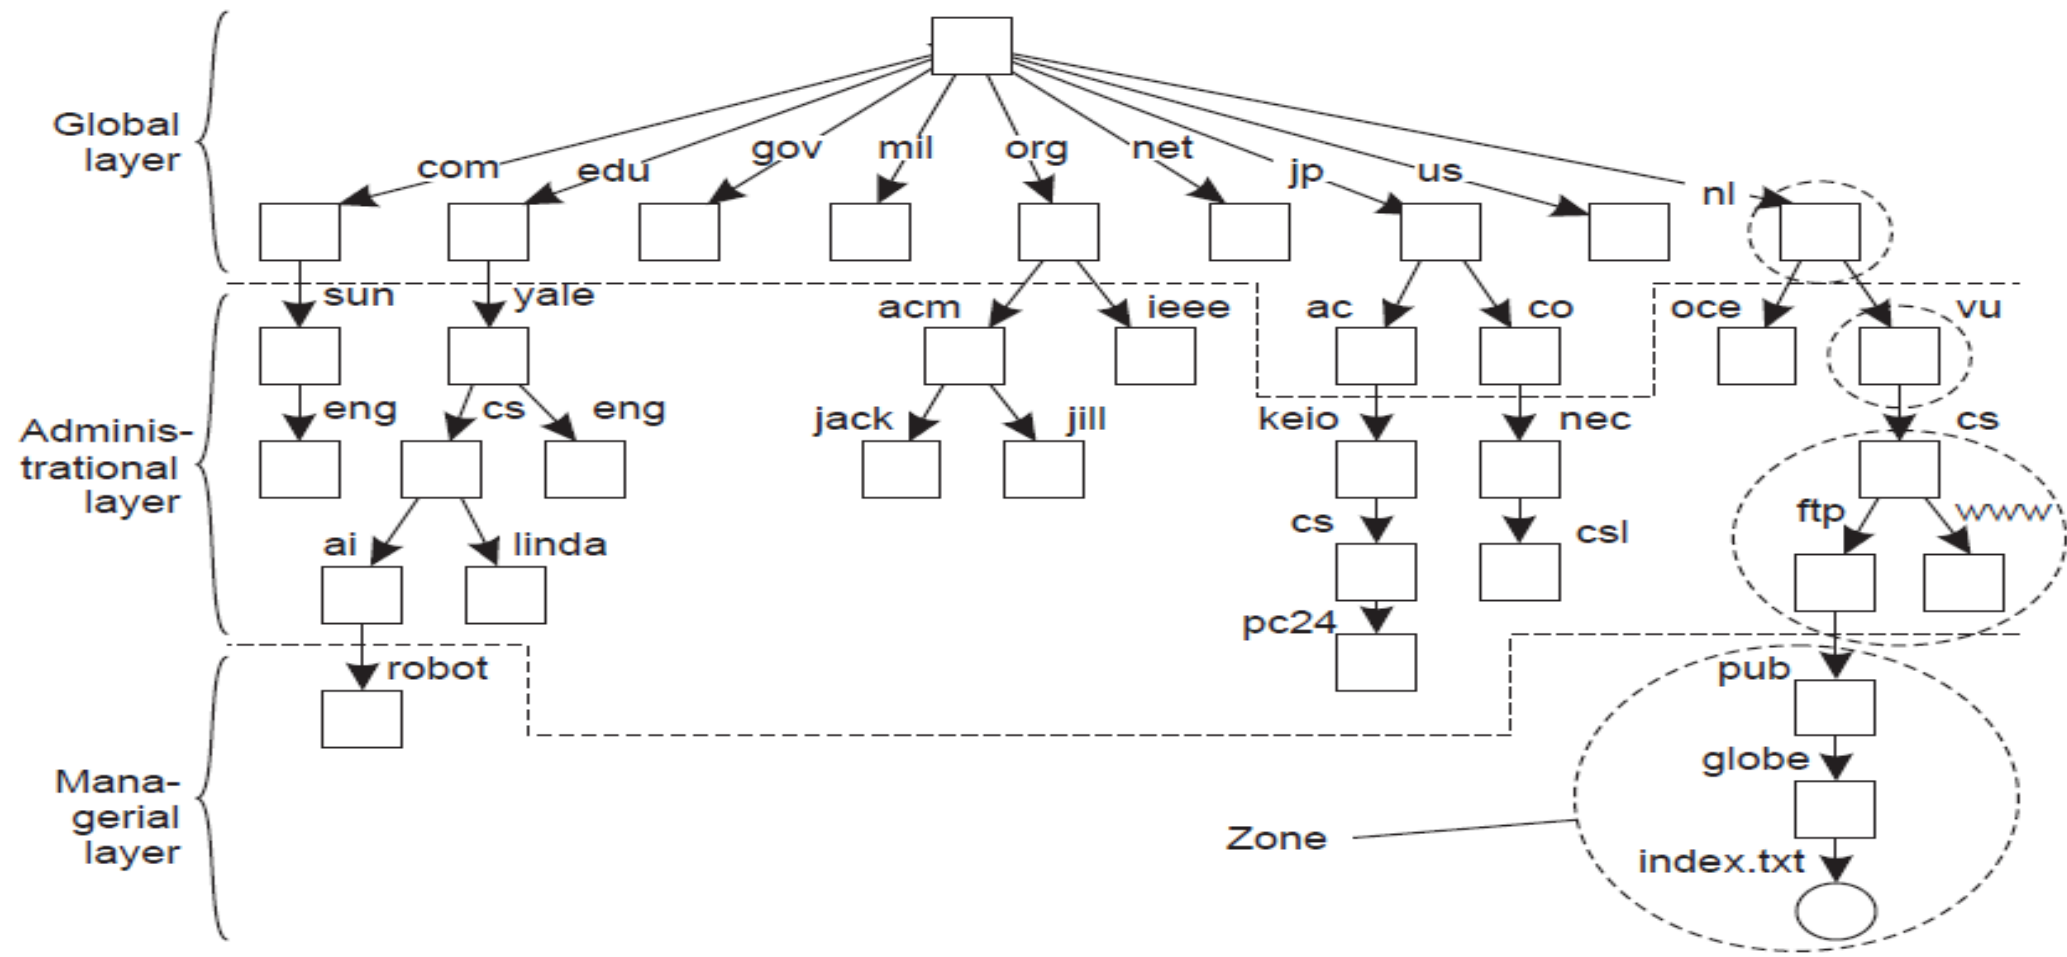 Global
layer
com
edu
gov
mil
org
net
jp
us
nl
sun
yale
acm
ieee
ac
co
oce
vu
Adminis-
trational
layer
eng
cs
eng
jack
jill
keio
nec
cs
ai
linda
cs
csl
ftp
www
pc24
robot
pub
Mana-
gerial
layer
globe
Zone
index.txt